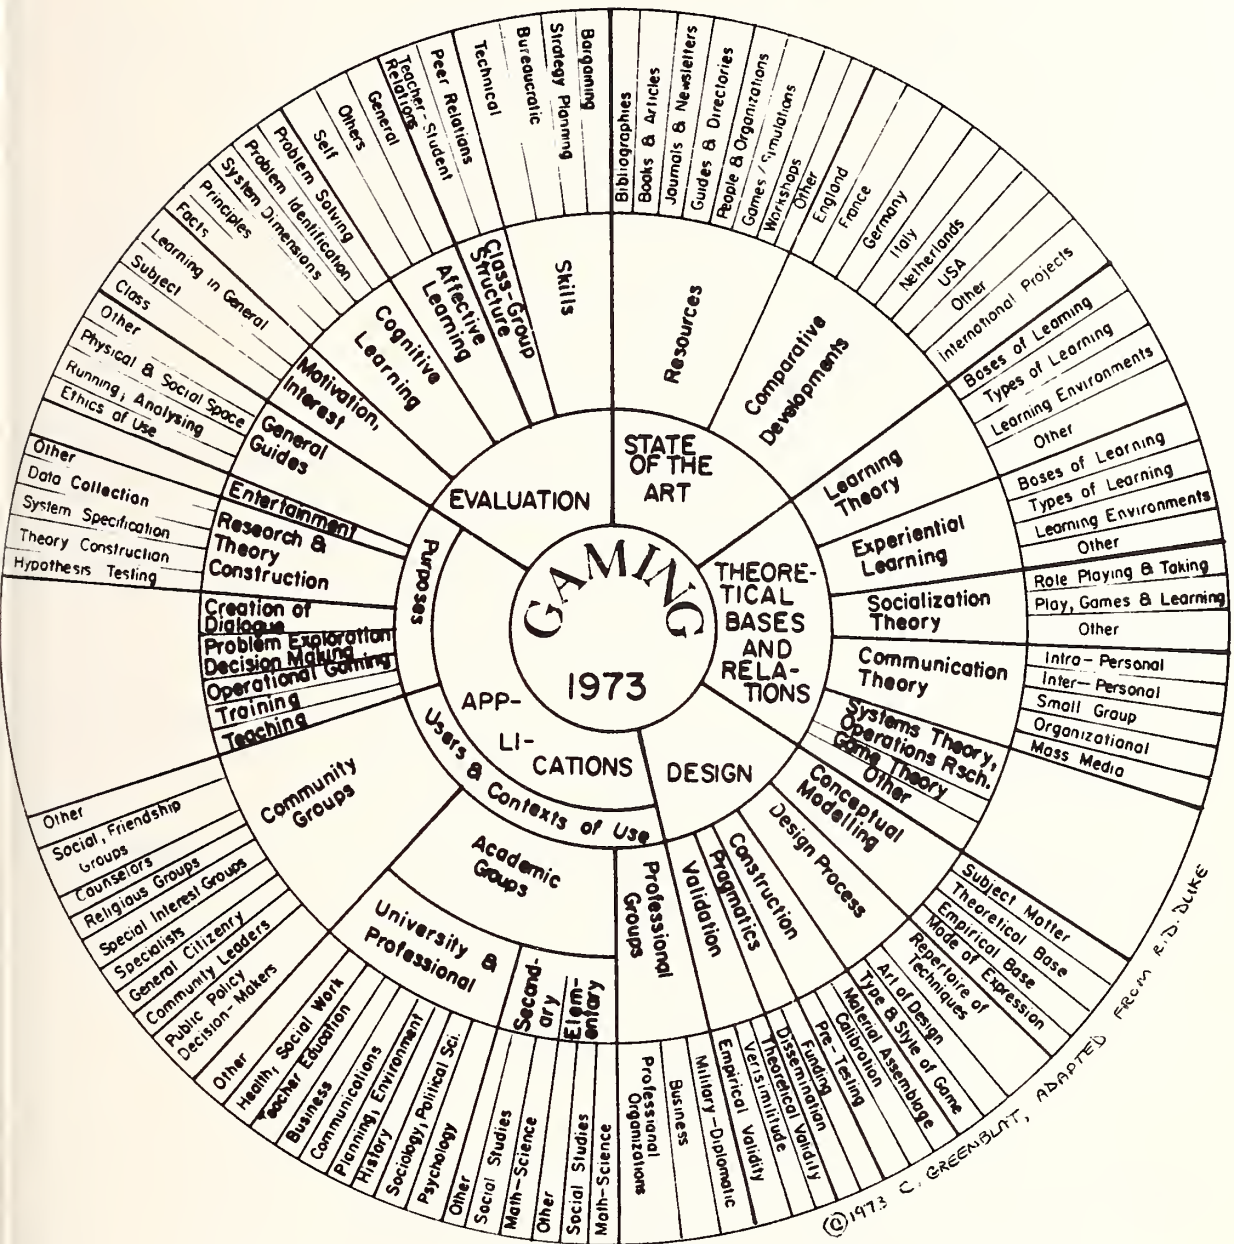 GAMING
1973
STATE
OF THE
ART
Resources
Bibliographies
Books & Articles
Journals & Newsletters
Guides & Directories
People & Organizations
Games / Simulations
Workshops
Other
Comparative
Developments
England
France
Germany
Italy
Netherlands
USA
Other
International Projects
THEORE-
TICAL
BASES
AND
RELA-
TIONS
Learning
Theory
Boses of Learning
Types of Learning
Learning Environments
Other
Experiential
Learning
Boses of Learning
Types of Learning
Learning Environments
Other
Socialization
Theory
Role Playing & Taking
Play, Games & Learning
Other
Communication
Theory
Intra-Personal
Inter-Personal
Small Group
Organizational
Mass Media
Systems Theory,
Operations Rsch.
Game Theory
Other
DESIGN
Conceptual
Modelling
Subject Matter
Theoretical Base
Empirical Base
Mode of Expression
Design Process
Repertoire of
Techniques
Art of Design
Type & Style of Game
Construction
Material Assemblage
Calibration
Pre-Testing
Pragmatics
Funding
Dissemination
Validation
Theoretical Validity
Verisimilitude
Empirical Validity
APP-
LI-
CATIONS
Users & Contexts of Use
Professional
Groups
Military-Diplomatic
Business
Professional
Organizations
Academic
Groups
Elem-
entary
Math-Science
Social Studies
Other
Second-
ary
Math-Science
Social Studies
Other
University &
Professional
Psychology
Sociology, Political Sci.
History
Planning, Environment
Communications
Business
Teacher Education
Health, Social Work
Other
Community
Groups
Public Policy
Decision-Makers
Community Leaders
General Citizenry
Specialists
Special Interest Groups
Religious Groups
Counselors
Social, Friendship
Groups
Other
Purposes
Teaching
Training
Operational Gaming
Problem Exploration
Decision Making
Creation of
Dialogue
Research &
Theory
Construction
Hypothesis Testing
Theory Construction
System Specification
Data Collection
Other
Entertainment
General
Guides
Ethics of Use
Running, Analysing
Physical & Social Space
Other
EVALUATION
Motivation,
Interest
Class
Subject
Learning in General
Cognitive
Learning
Facts
Principles
System Dimensions
Problem Identification
Problem Solving
Affective
Learning
Self
Others
General
Class-Group
Structure
Teacher-Student
Relations
Peer Relations
Skills
Technical
Bureaucratic
Strategy Planning
Bargaining
©1973 C. GREENBLAT, ADAPTED FROM R.D. DUKE